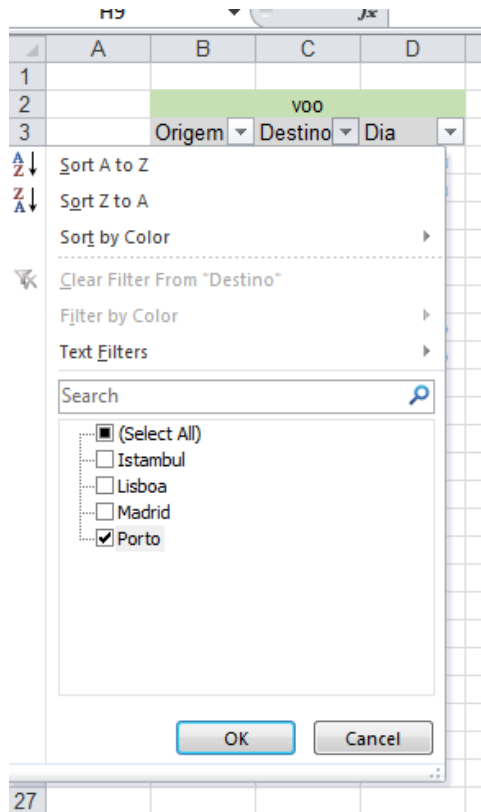 H9 fx
A B C D
1
2 voo
3 Origem Destino Dia
Sort A to Z
Sort Z to A
Sort by Color
Clear Filter From "Destino"
Filter by Color
Text Filters
Search
(Select All)
Istambul
Lisboa
Madrid
Porto
OK Cancel
27